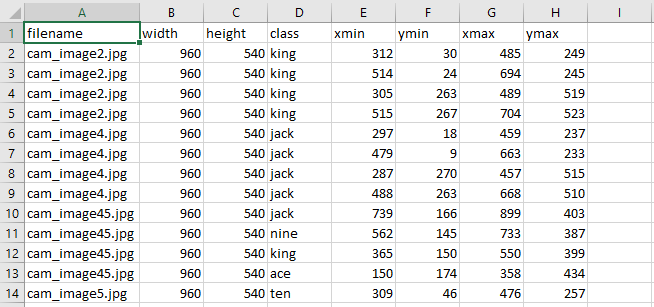 A B C D E F G H I
1 filename width height class xmin ymin xmax ymax
2 cam_image2.jpg 960 540 king 312 30 485 249
3 cam_image2.jpg 960 540 king 514 24 694 245
4 cam_image2.jpg 960 540 king 305 263 489 519
5 cam_image2.jpg 960 540 king 515 267 704 523
6 cam_image4.jpg 960 540 jack 297 18 459 237
7 cam_image4.jpg 960 540 jack 479 9 663 233
8 cam_image4.jpg 960 540 jack 287 270 457 515
9 cam_image4.jpg 960 540 jack 488 263 668 510
10 cam_image45.jpg 960 540 jack 739 166 899 403
11 cam_image45.jpg 960 540 nine 562 145 733 387
12 cam_image45.jpg 960 540 king 365 150 550 399
13 cam_image45.jpg 960 540 ace 150 174 358 434
14 cam_image5.jpg 960 540 ten 309 46 476 257